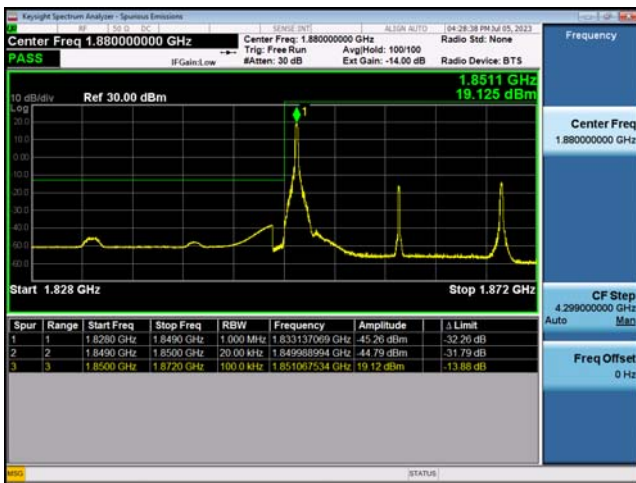 Keysight Spectrum Analyzer - Spurious Emissions
RF 50 Ω DC SENSE:INT ALIGN AUTO 04:28:38 PM Jul 05, 2023
Center Freq 1.880000000 GHz
Center Freq: 1.880000000 GHz
Radio Std: None
Trig: Free Run
Avg|Hold: 100/100
PASS
IFGain:Low
#Atten: 30 dB
Ext Gain: -14.00 dB
Radio Device: BTS
1.8511 GHz
19.125 dBm
10 dB/div
Ref 30.00 dBm
Log
20.0
10.0
0.00
10.0
20.0
30.0
40.0
50.0
60.0
1
Start 1.828 GHz
Stop 1.872 GHz
Spur Range Start Freq Stop Freq RBW Frequency Amplitude Δ Limit
1 1 1.8280 GHz 1.8490 GHz 1.000 MHz 1.833137069 GHz -45.26 dBm -32.26 dB
2 2 1.8490 GHz 1.8500 GHz 20.00 kHz 1.849988994 GHz -44.79 dBm -31.79 dB
3 3 1.8500 GHz 1.8720 GHz 100.0 kHz 1.851067534 GHz 19.12 dBm -13.88 dB
MSG
STATUS
Frequency
Center Freq
1.880000000 GHz
CF Step
4.299000000 GHz
Auto Man
Freq Offset
0 Hz